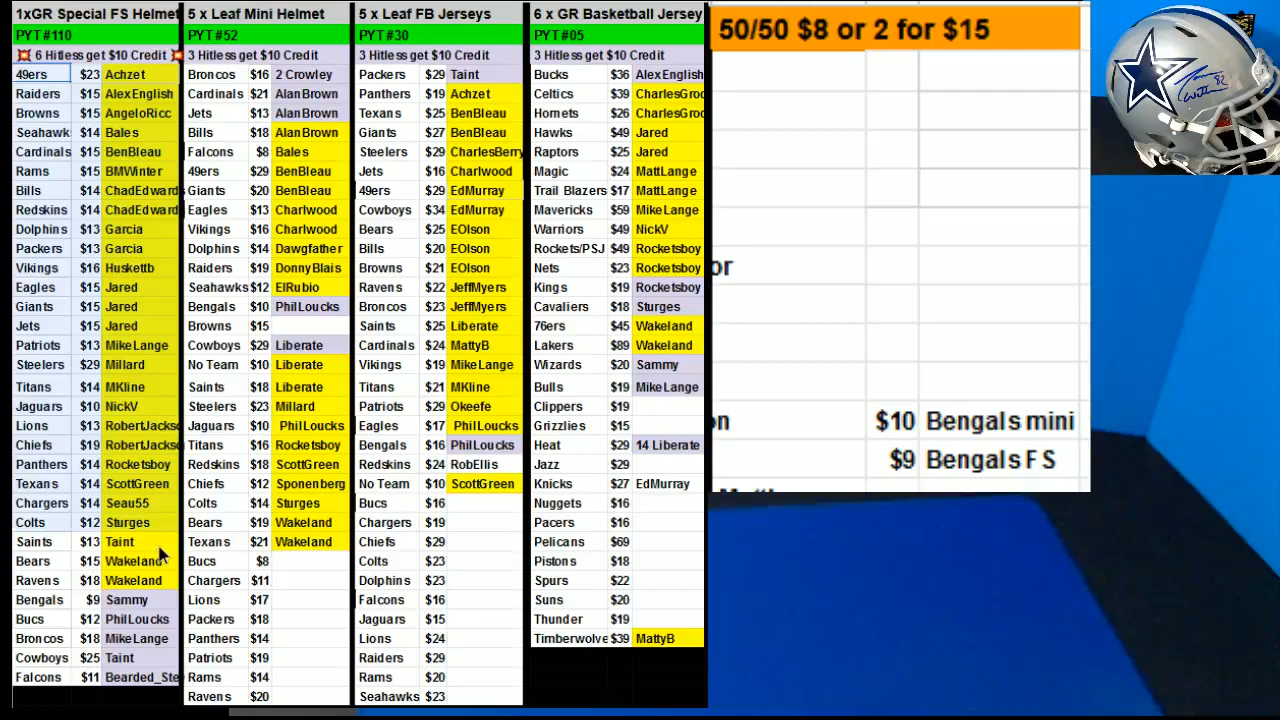 1xGR Special FS Helmet
PYT #110
💥 6 Hitless get $10 Credit 💥
49ers $23 Achzet
Raiders $15 AlexEnglish
Browns $15 AngeloRicc
Seahawk $14 Bales
Cardinals $15 BenBleau
Rams $15 BMWinter
Bills $14 ChadEdward
Redskins $14 ChadEdward
Dolphins $13 Garcia
Packers $13 Garcia
Vikings $16 Huskettb
Eagles $15 Jared
Giants $15 Jared
Jets $15 Jared
Patriots $13 MikeLange
Steelers $29 Millard
Titans $14 MKline
Jaguars $10 NickV
Lions $13 RobertJackso
Chiefs $19 RobertJackso
Panthers $14 Rocketsboy
Texans $14 ScottGreen
Chargers $14 Seau55
Colts $12 Sturges
Saints $13 Taint
Bears $15 Wakeland
Ravens $18 Wakeland
Bengals $9 Sammy
Bucs $12 PhilLoucks
Broncos $18 MikeLange
Cowboys $25 Taint
Falcons $11 Bearded_Ste
5 x Leaf Mini Helmet
PYT #52
3 Hitless get $10 Credit
Broncos $16 2 Crowley
Cardinals $21 AlanBrown
Jets $13 AlanBrown
Bills $18 AlanBrown
Falcons $8 Bales
49ers $29 BenBleau
Giants $20 BenBleau
Eagles $13 Charlwood
Vikings $16 Charlwood
Dolphins $14 Dawgfather
Raiders $19 DonnyBlais
Seahawks $12 ElRubio
Bengals $10 PhilLoucks
Browns $15
Cowboys $29 Liberate
No Team $10 Liberate
Saints $18 Liberate
Steelers $23 Millard
Jaguars $10 PhilLoucks
Titans $16 Rocketsboy
Redskins $18 ScottGreen
Chiefs $12 Sponenberg
Colts $14 Sturges
Bears $19 Wakeland
Texans $21 Wakeland
Bucs $8
Chargers $11
Lions $17
Packers $18
Panthers $14
Patriots $19
Rams $14
Ravens $20
5 x Leaf FB Jerseys
PYT #30
3 Hitless get $10 Credit
Packers $29 Taint
Panthers $19 Achzet
Texans $25 BenBleau
Giants $27 BenBleau
Steelers $29 CharlesBerry
Jets $16 Charlwood
49ers $29 EdMurray
Cowboys $34 EdMurray
Bears $25 EOlson
Bills $20 EOlson
Browns $21 EOlson
Ravens $22 JeffMyers
Broncos $23 JeffMyers
Saints $25 Liberate
Cardinals $24 MattyB
Vikings $19 MikeLange
Titans $21 MKline
Patriots $29 Okeefe
Eagles $17 PhilLoucks
Bengals $16 PhilLoucks
Redskins $24 RobEllis
No Team $10 ScottGreen
Bucs $16
Chargers $19
Chiefs $29
Colts $23
Dolphins $23
Falcons $16
Jaguars $15
Lions $24
Raiders $29
Rams $20
Seahawks $23
6 x GR Basketball Jersey
PYT #05
3 Hitless get $10 Credit
Bucks $36 AlexEnglish
Celtics $39 CharlesGroo
Hornets $26 CharlesGroo
Hawks $49 Jared
Raptors $25 Jared
Magic $24 MattLange
Trail Blazers $17 MattLange
Mavericks $59 MikeLange
Warriors $49 NickV
Rockets/PSJ $49 Rocketsboy
Nets $23 Rocketsboy
Kings $19 Rocketsboy
Cavaliers $18 Sturges
76ers $45 Wakeland
Lakers $89 Wakeland
Wizards $20 Sammy
Bulls $19 MikeLange
Clippers $19
Grizzlies $15
Heat $29 14 Liberate
Jazz $29
Knicks $27 EdMurray
Nuggets $16
Pacers $16
Pelicans $69
Pistons $18
Spurs $22
Suns $20
Thunder $19
Timberwolve $39 MattyB
50/50 $8 or 2 for $15
or
on $10 Bengals mini
$9 Bengals F S